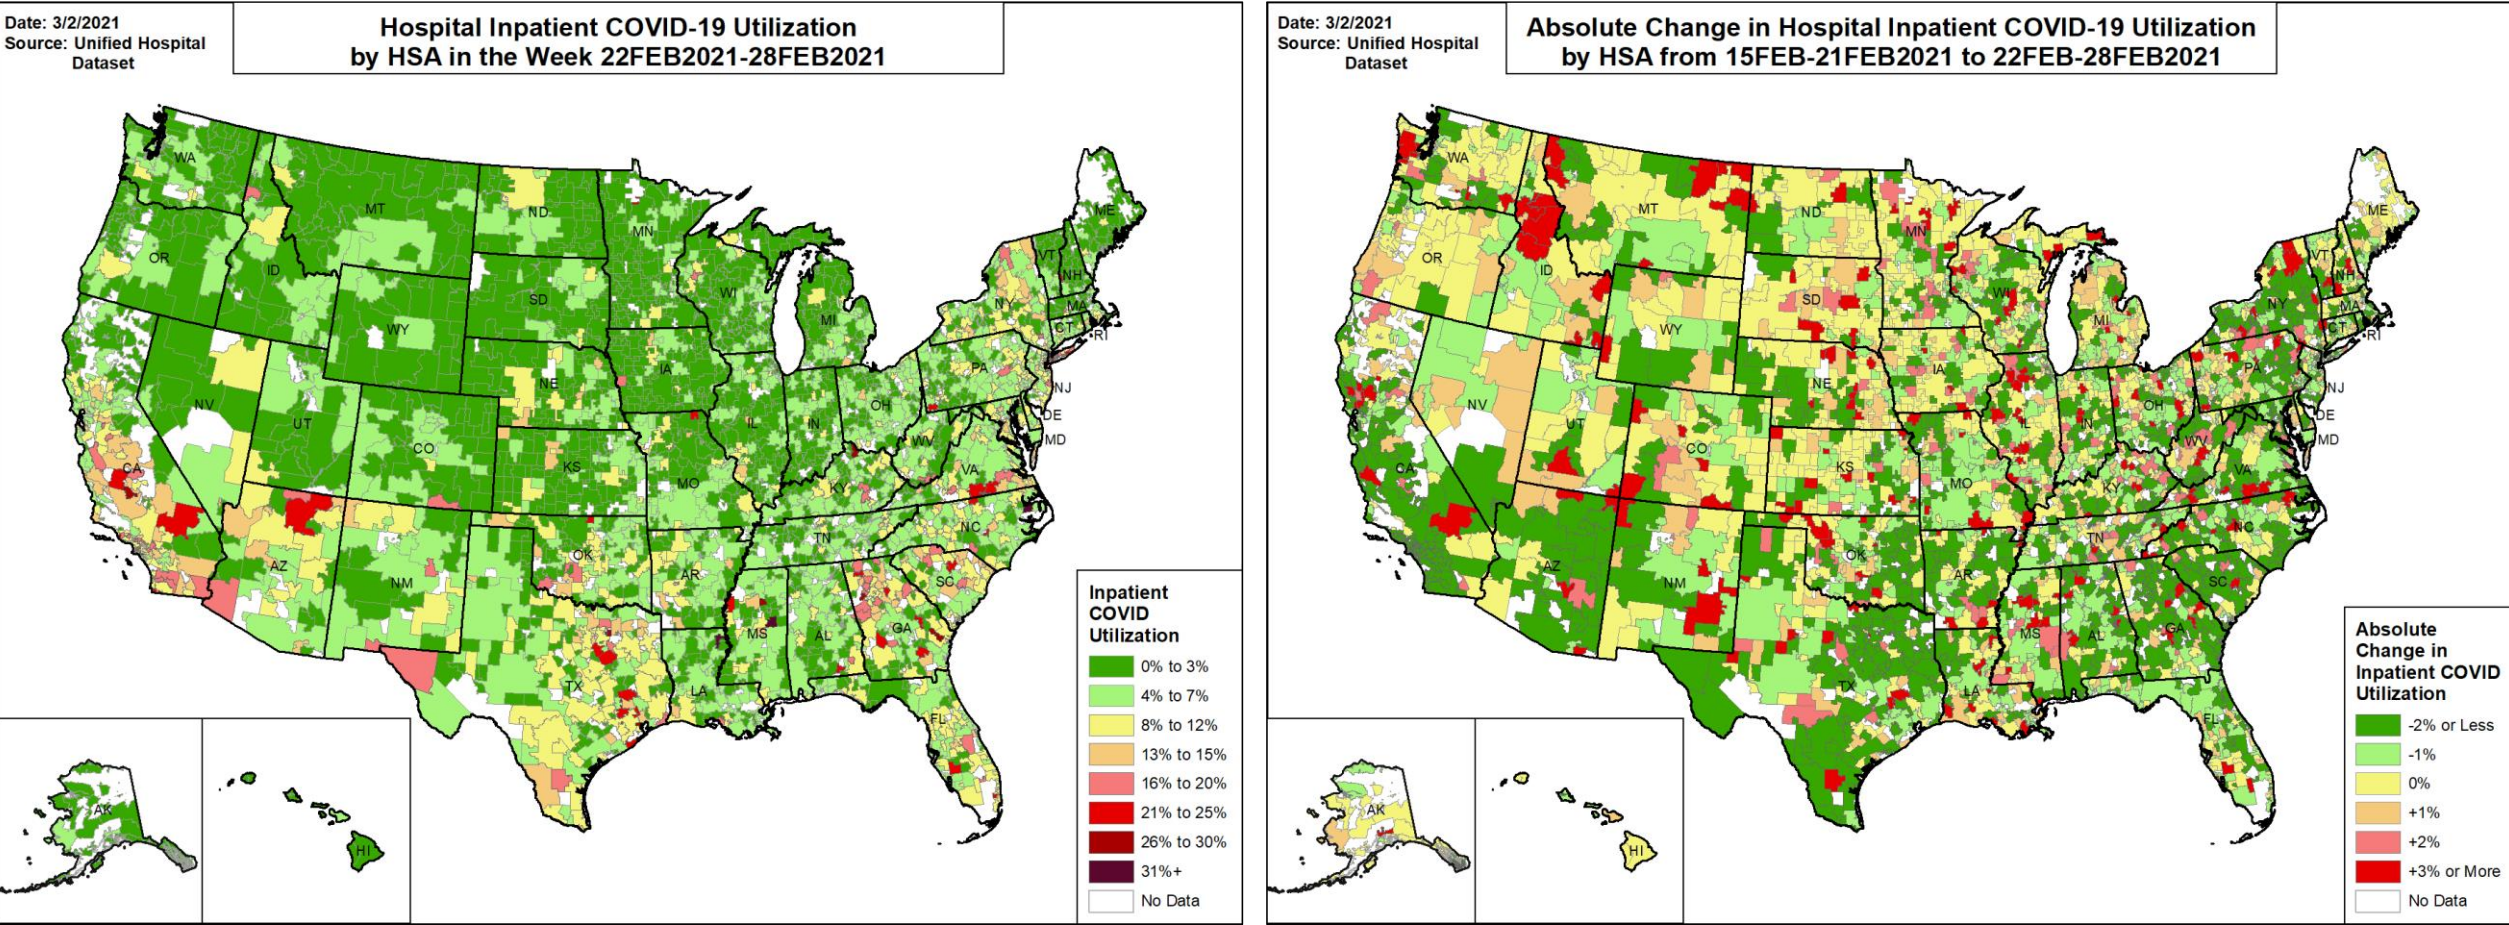 Date: 3/2/2021
Source: Unified Hospital
Dataset
Hospital Inpatient COVID-19 Utilization
by HSA in the Week 22FEB2021-28FEB2021
WA
MT
ND
MN
ME
OR
ID
SD
WI
VT
NH
WY
MI
NY
MA
CT
RI
NE
IA
PA
NJ
NV
UT
CO
IL
IN
OH
DE
MD
CA
KS
MO
WV
VA
KY
NC
TN
OK
AZ
NM
AR
SC
MS
AL
GA
TX
LA
FL
AK
HI
Inpatient
COVID
Utilization
0% to 3%
4% to 7%
8% to 12%
13% to 15%
16% to 20%
21% to 25%
26% to 30%
31%+
No Data
Date: 3/2/2021
Source: Unified Hospital
Dataset
Absolute Change in Hospital Inpatient COVID-19 Utilization
by HSA from 15FEB-21FEB2021 to 22FEB-28FEB2021
WA
MT
ND
MN
ME
OR
ID
SD
WI
VT
NH
WY
MI
NY
MA
CT
RI
NE
IA
PA
NJ
NV
UT
CO
IL
IN
OH
DE
MD
CA
KS
MO
WV
VA
KY
NC
TN
OK
AZ
NM
AR
SC
MS
AL
GA
TX
LA
FL
AK
HI
Absolute
Change in
Inpatient COVID
Utilization
-2% or Less
-1%
0%
+1%
+2%
+3% or More
No Data